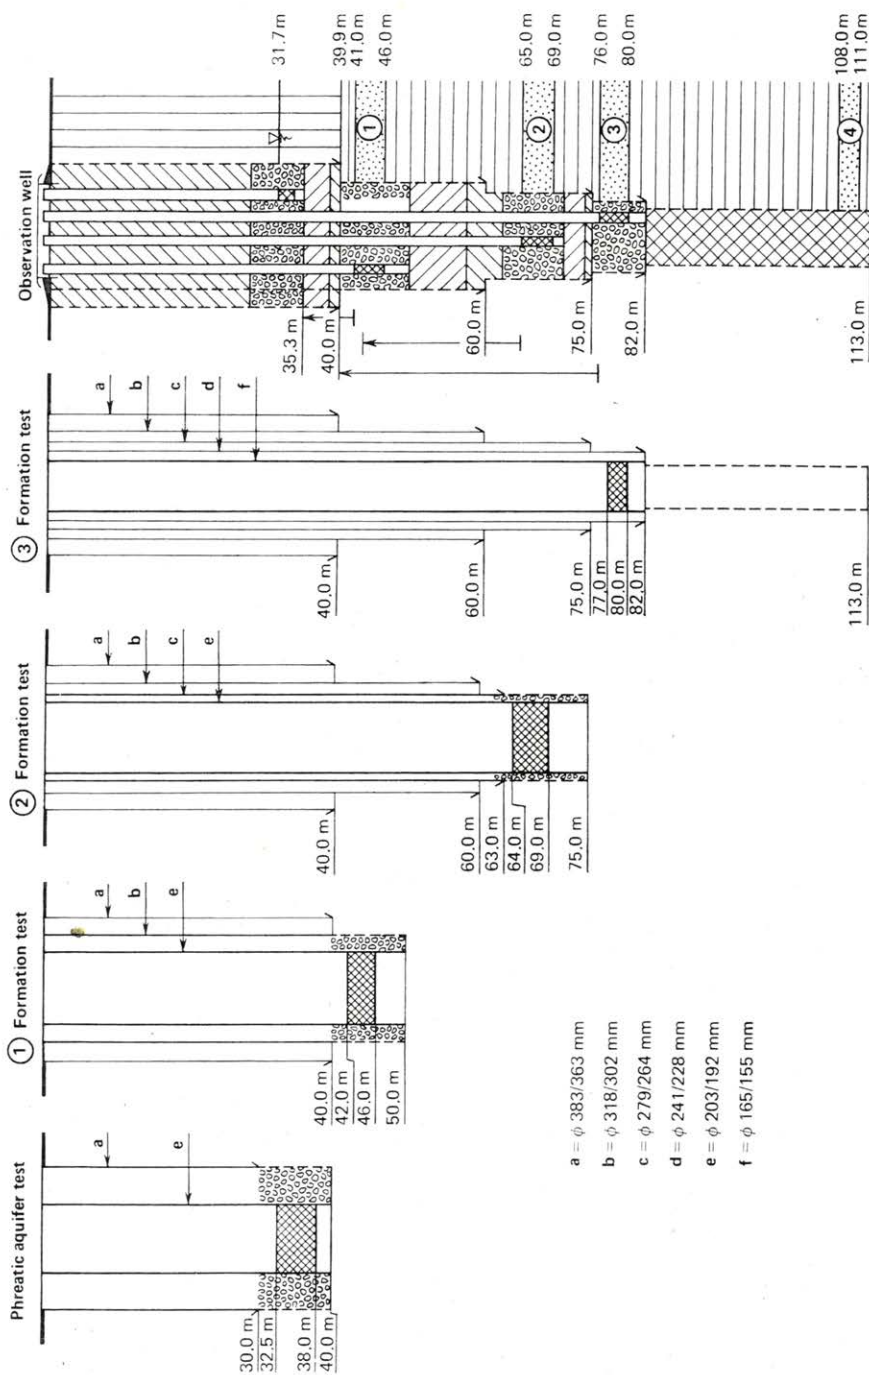 Phreatic aquifer test
a
e
30.0 m
32.5 m
38.0 m
40.0 m
① Formation test
a
b
e
40.0 m
42.0 m
46.0 m
50.0 m
② Formation test
a
b
c
e
40.0 m
60.0 m
63.0 m
64.0 m
69.0 m
75.0 m
③ Formation test
a
b
c
d
f
40.0 m
60.0 m
75.0 m
77.0 m
80.0 m
82.0 m
113.0 m
Observation well
35.3 m
40.0 m
60.0 m
75.0 m
82.0 m
113.0 m
31.7 m
39.9 m
41.0 m
46.0 m
65.0 m
69.0 m
76.0 m
80.0 m
108.0 m
111.0 m
①
②
③
④
a = ϕ 383/363 mm
b = ϕ 318/302 mm
c = ϕ 279/264 mm
d = ϕ 241/228 mm
e = ϕ 203/192 mm
f = ϕ 165/155 mm